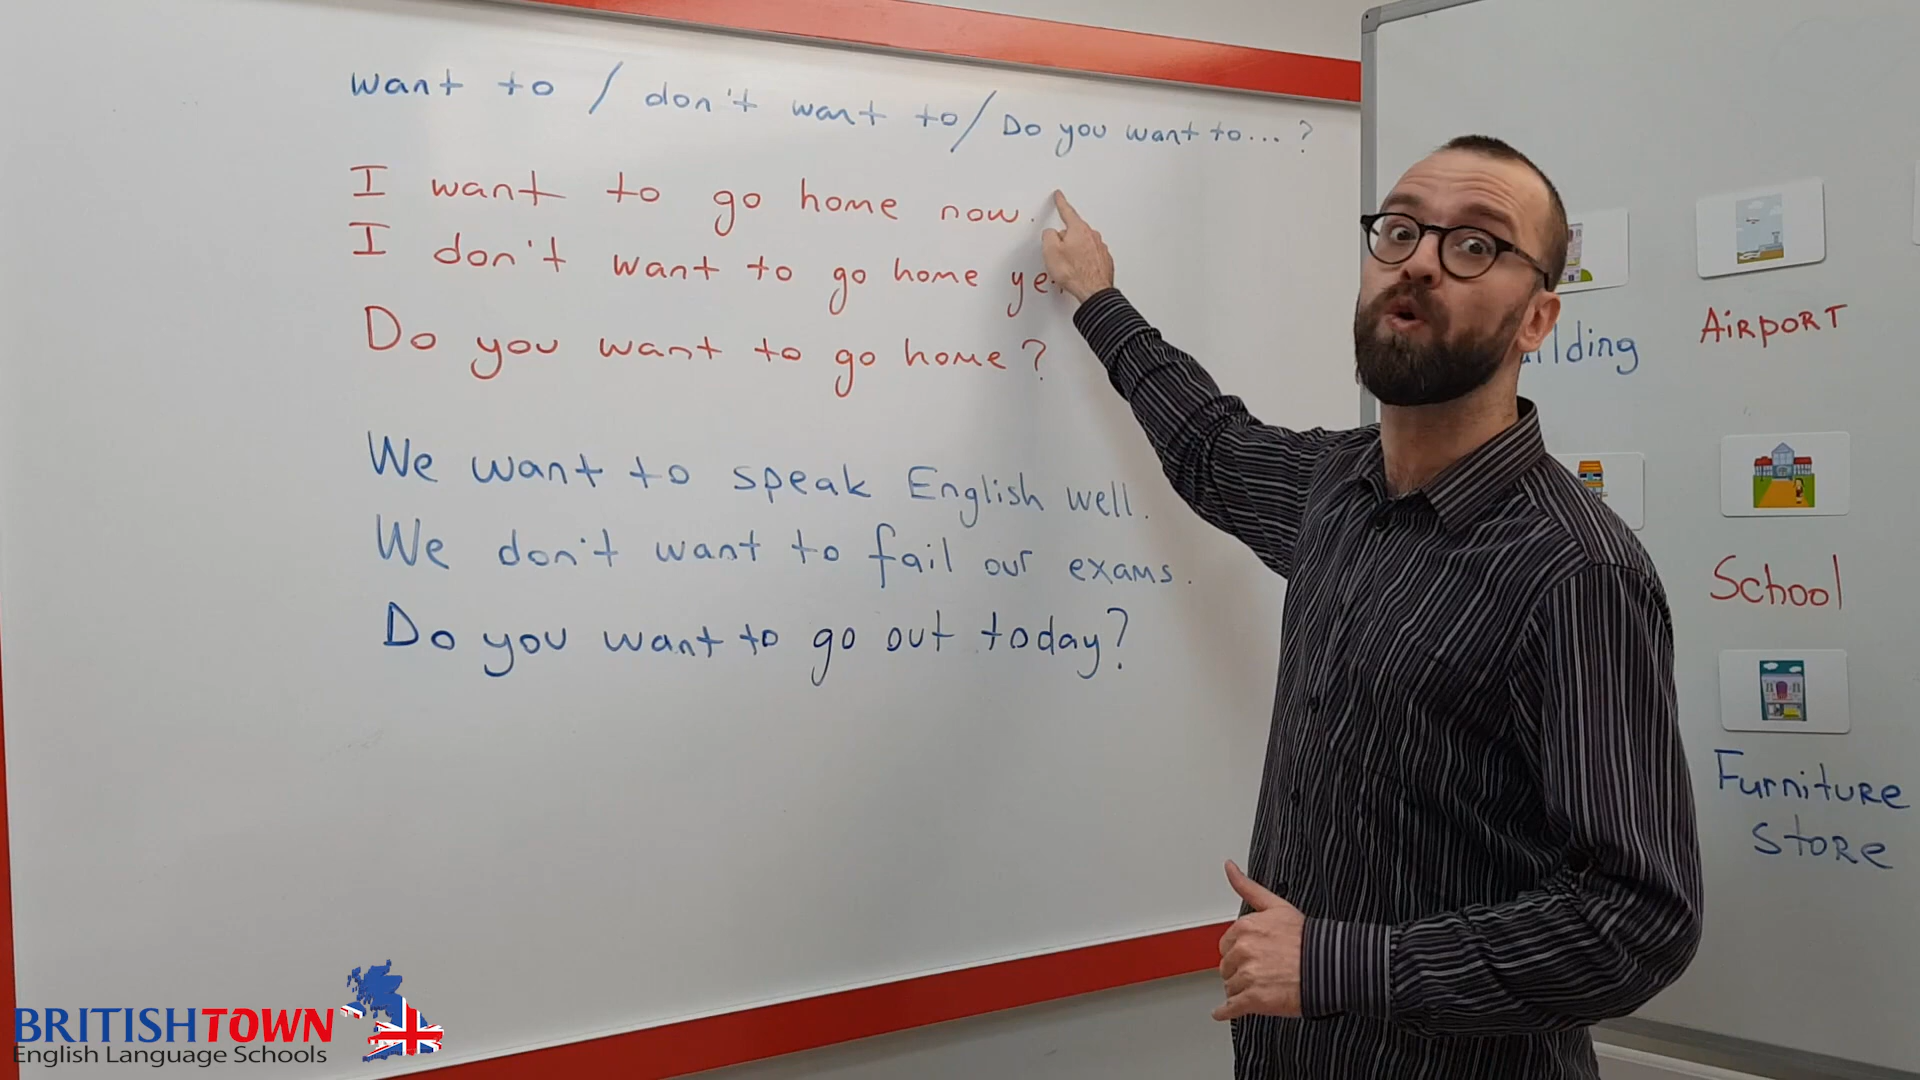 want to / don't want to / Do you want to... ?
I want to go home now.
I don't want to go home
Do you want to go home?
We want to speak English well.
We don't want to fail our exams.
Do you want to go out today?
AIRPORT
School
Furniture
Store
BRITISHTOWN
English Language Schools